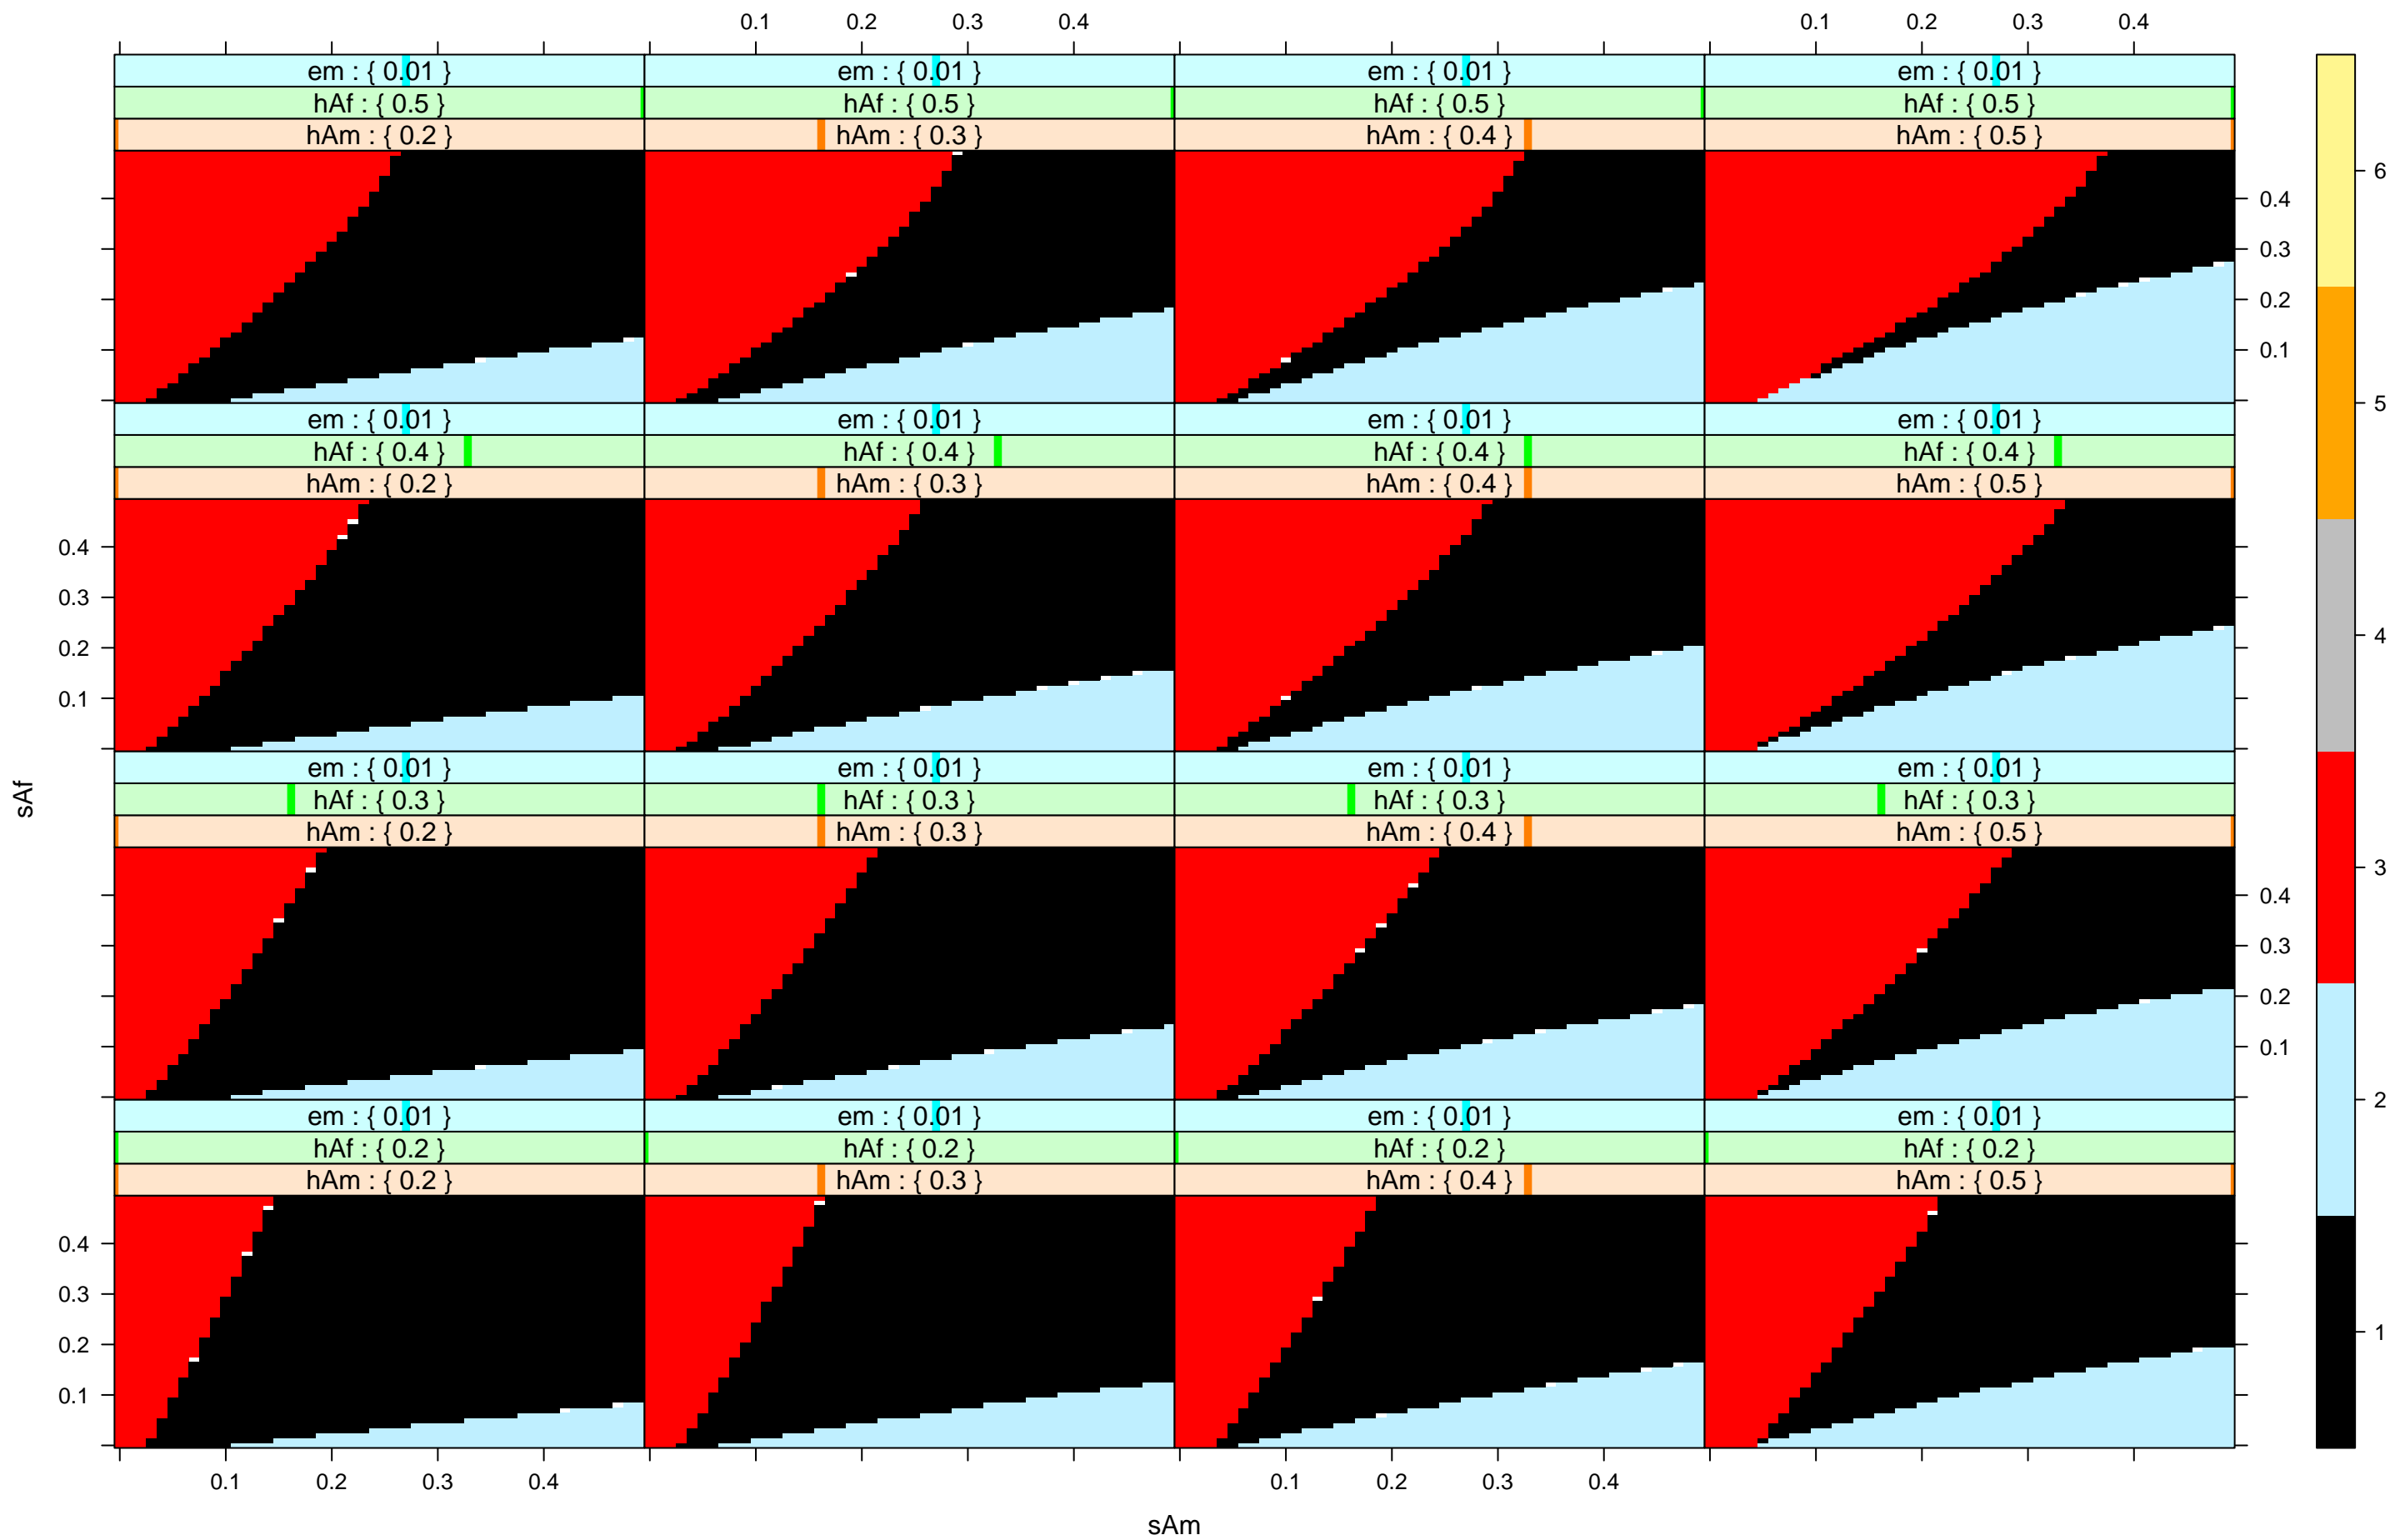 0.1 0.2 0.3 0.4 0.1 0.2 0.3 0.4
em : { 0.01 } em : { 0.01 } em : { 0.01 } em : { 0.01 }
hAf : { 0.5 } hAf : { 0.5 } hAf : { 0.5 } hAf : { 0.5 }
hAm : { 0.2 } hAm : { 0.3 } hAm : { 0.4 } hAm : { 0.5 }
0.4
0.3
0.2
0.1
em : { 0.01 } em : { 0.01 } em : { 0.01 } em : { 0.01 }
hAf : { 0.4 } hAf : { 0.4 } hAf : { 0.4 } hAf : { 0.4 }
hAm : { 0.2 } hAm : { 0.3 } hAm : { 0.4 } hAm : { 0.5 }
0.4
0.3
0.2
0.1
em : { 0.01 } em : { 0.01 } em : { 0.01 } em : { 0.01 }
hAf : { 0.3 } hAf : { 0.3 } hAf : { 0.3 } hAf : { 0.3 }
hAm : { 0.2 } hAm : { 0.3 } hAm : { 0.4 } hAm : { 0.5 }
0.4
0.3
0.2
0.1
em : { 0.01 } em : { 0.01 } em : { 0.01 } em : { 0.01 }
hAf : { 0.2 } hAf : { 0.2 } hAf : { 0.2 } hAf : { 0.2 }
hAm : { 0.2 } hAm : { 0.3 } hAm : { 0.4 } hAm : { 0.5 }
0.4
0.3
0.2
0.1
0.1 0.2 0.3 0.4 0.1 0.2 0.3 0.4
sAm
sAf
6
5
4
3
2
1